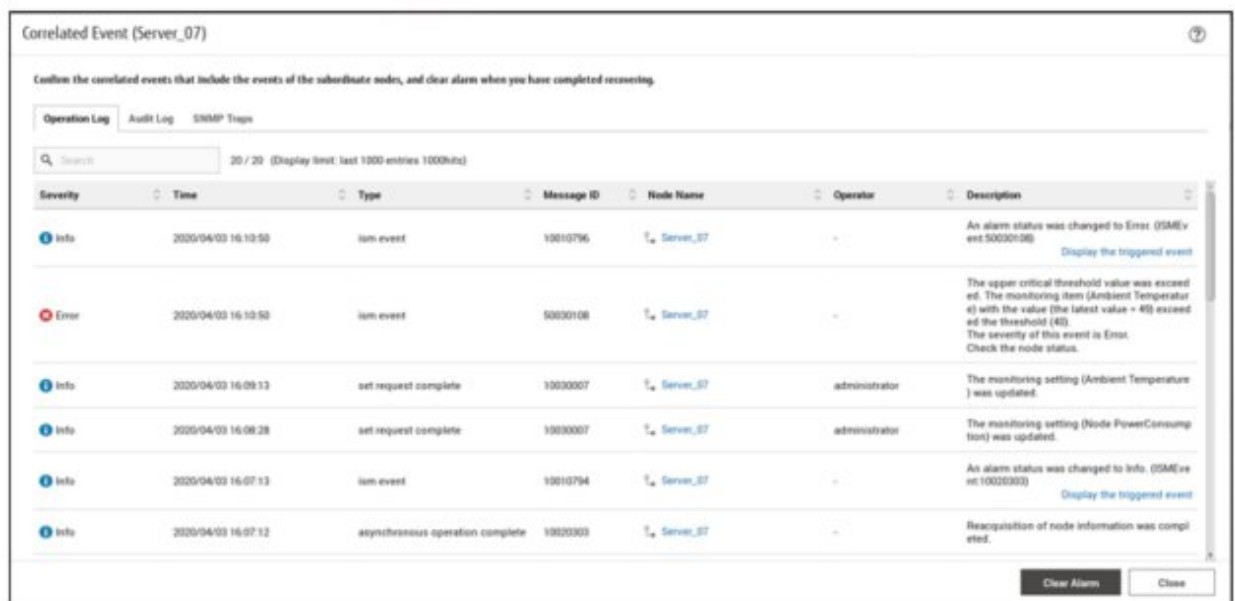 Correlated Event (Server_07)
Confirm the correlated events that include the events of the subordinate nodes, and clear alarm when you have completed recovering.
Operation Log Audit Log SNMP Traps
Search 20 / 20 (Display limit: last 1000 entries 1000hits)
Severity Time Type Message ID Node Name Operator Description
Info 2020/04/03 16:10:50 ism event 10010796 Server_07 - An alarm status was changed to Error. (ISMEv
ent:50030108)
Display the triggered event
Error 2020/04/03 16:10:50 ism event 50030108 Server_07 - The upper critical threshold value was exceed
ed. The monitoring item (Ambient Temperatur
e) with the value (the latest value = 49) exceed
ed the threshold (40).
The severity of this event is Error.
Check the node status.
Info 2020/04/03 16:09:13 set request complete 10030007 Server_07 administrator The monitoring setting (Ambient Temperature
) was updated.
Info 2020/04/03 16:08:28 set request complete 10030007 Server_07 administrator The monitoring setting (Node PowerConsump
tion) was updated.
Info 2020/04/03 16:07:13 ism event 10010794 Server_07 - An alarm status was changed to Info. (ISMEve
nt:10020303)
Display the triggered event
Info 2020/04/03 16:07:12 asynchronous operation complete 10020303 Server_07 - Reacquisition of node information was compl
eted.
Clear Alarm Close